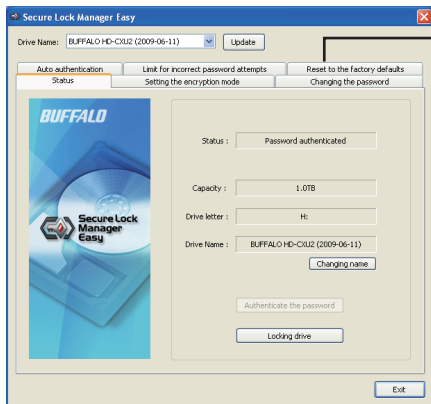 Secure Lock Manager Easy
Drive Name: BUFFALO HD-CXU2 (2009-06-11) Update
Auto authentication Limit for incorrect password attempts Reset to the factory defaults
Status Setting the encryption mode Changing the password
BUFFALO
Status : Password authenticated
Capacity : 1.0TB
Secure Lock
Manager
Easy
Drive letter : H:
Drive Name : BUFFALO HD-CXU2 (2009-06-11)
Changing name
Authenticate the password
Locking drive
Exit